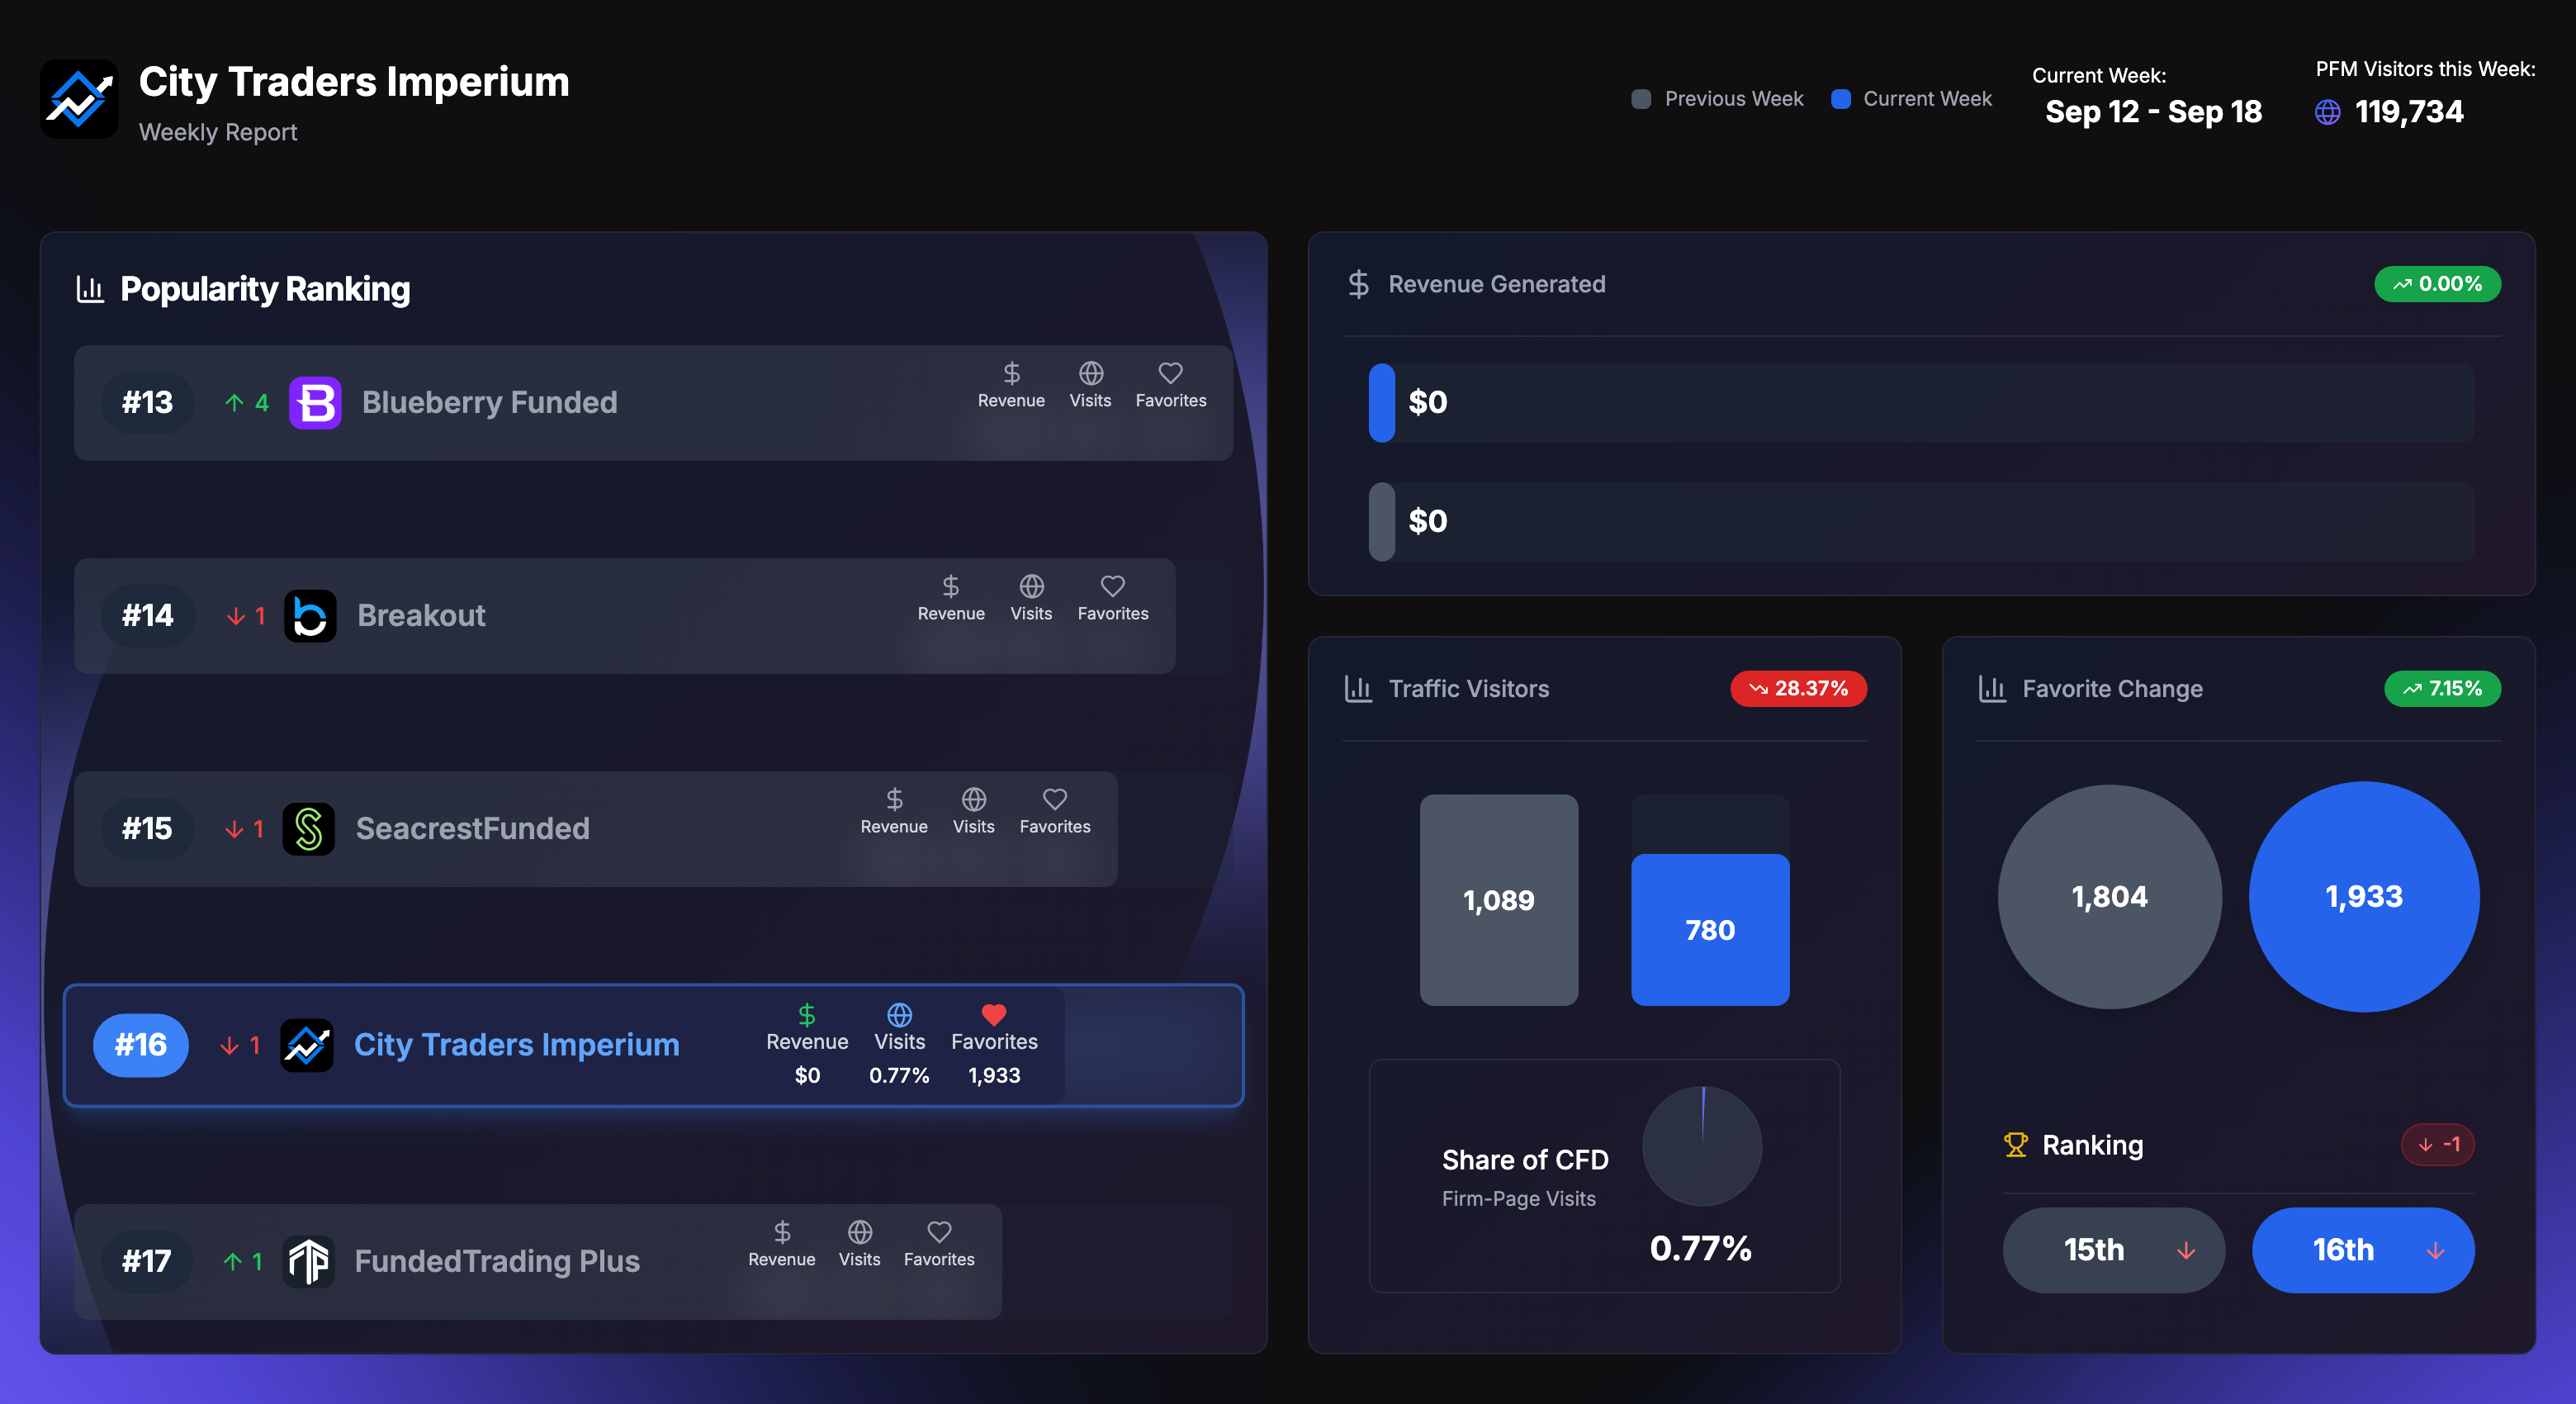 City Traders Imperium
Weekly Report
Previous Week
Current Week
Current Week:
Sep 12 - Sep 18
PFM Visitors this Week:
119,734
Popularity Ranking
#13
4
Blueberry Funded
Revenue
Visits
Favorites
#14
1
Breakout
Revenue
Visits
Favorites
#15
1
SeacrestFunded
Revenue
Visits
Favorites
#16
1
City Traders Imperium
Revenue
Visits
Favorites
$0
0.77%
1,933
#17
1
FundedTrading Plus
Revenue
Visits
Favorites
Revenue Generated
0.00%
$0
$0
Traffic Visitors
28.37%
1,089
780
Share of CFD
Firm-Page Visits
0.77%
Favorite Change
7.15%
1,804
1,933
Ranking
-1
15th
16th